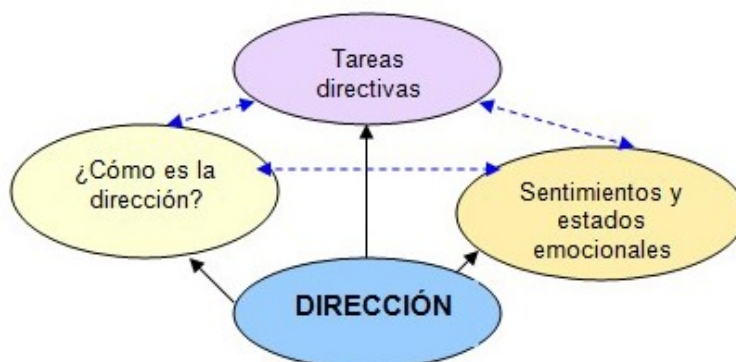 Tareas
directivas
¿Cómo es la
dirección?
Sentimientos y
estados
emocionales
DIRECCIÓN